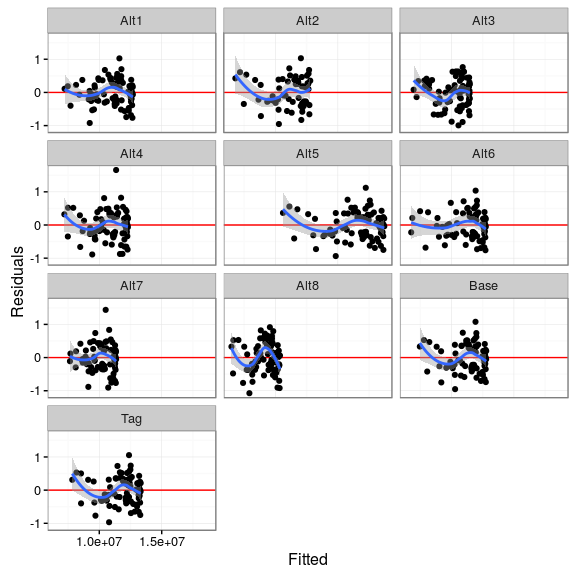 Alt1 Alt2 Alt3
1
0
-1
Alt4 Alt5 Alt6
1
0
-1
Alt7 Alt8 Base
1
0
-1
Tag
1
0
-1
1.0e+07 1.5e+07
Residuals
Fitted